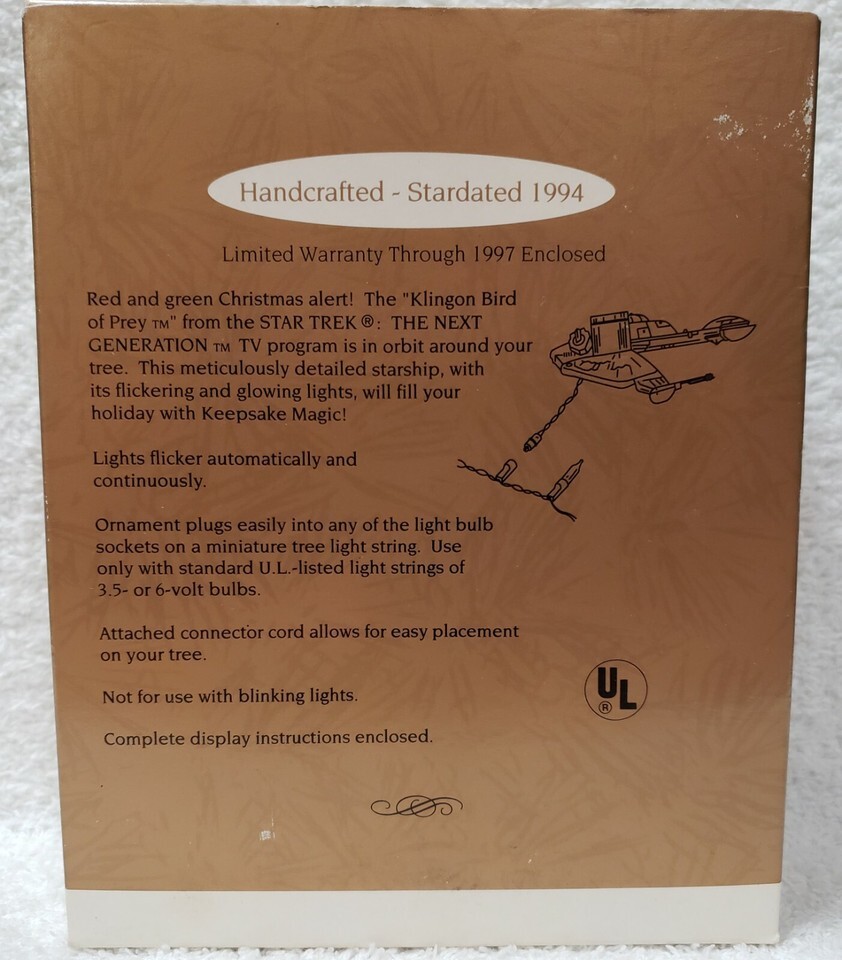 Handcrafted - Stardated 1994
Limited Warranty Through 1997 Enclosed
Red and green Christmas alert! The "Klingon Bird
of Prey TM" from the STAR TREK ®: THE NEXT
GENERATION TM TV program is in orbit around your
tree. This meticulously detailed starship, with
its flickering and glowing lights, will fill your
holiday with Keepsake Magic!
Lights flicker automatically and
continuously.
Ornament plugs easily into any of the light bulb
sockets on a miniature tree light string. Use
only with standard U.L.-listed light strings of
3.5- or 6-volt bulbs.
Attached connector cord allows for easy placement
on your tree.
Not for use with blinking lights.
UL ®
Complete display instructions enclosed.